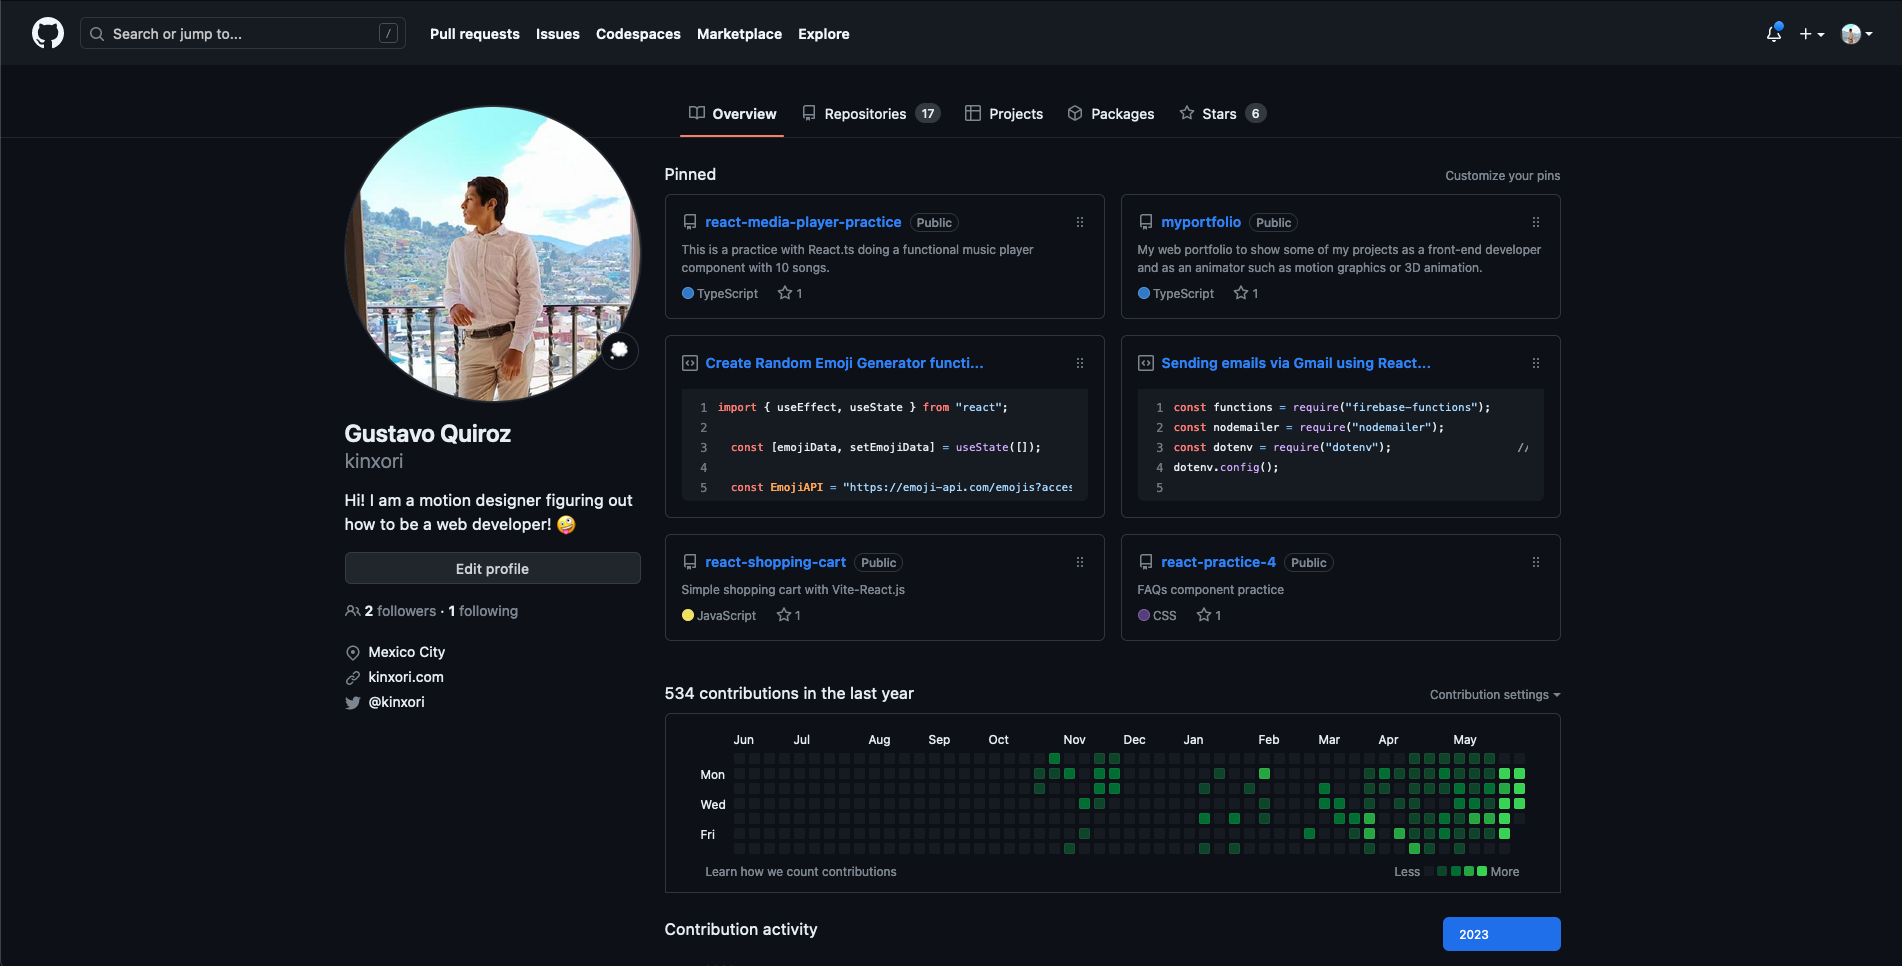 Search or jump to... /
Pull requests Issues Codespaces Marketplace Explore
Overview Repositories 17 Projects Packages Stars 6
Gustavo Quiroz
kinxori
Hi! I am a motion designer figuring out
how to be a web developer! 🤪
Edit profile
2 followers · 1 following
Mexico City
kinxori.com
@kinxori
Pinned
Customize your pins
react-media-player-practice Public
This is a practice with React.ts doing a functional music player
component with 10 songs.
TypeScript 1
myportfolio Public
My web portfolio to show some of my projects as a front-end developer
and as an animator such as motion graphics or 3D animation.
TypeScript 1
Create Random Emoji Generator functi...
1 import { useEffect, useState } from "react";
2
3 const [emojiData, setEmojiData] = useState([]);
4
5 const EmojiAPI = "https://emoji-api.com/emojis?acces
Sending emails via Gmail using React...
1 const functions = require("firebase-functions");
2 const nodemailer = require("nodemailer");
3 const dotenv = require("dotenv"); //
4 dotenv.config();
5
react-shopping-cart Public
Simple shopping cart with Vite-React.js
JavaScript 1
react-practice-4 Public
FAQs component practice
CSS 1
534 contributions in the last year
Contribution settings
Jun Jul Aug Sep Oct Nov Dec Jan Feb Mar Apr May
Mon
Wed
Fri
Learn how we count contributions
Less More
Contribution activity
2023